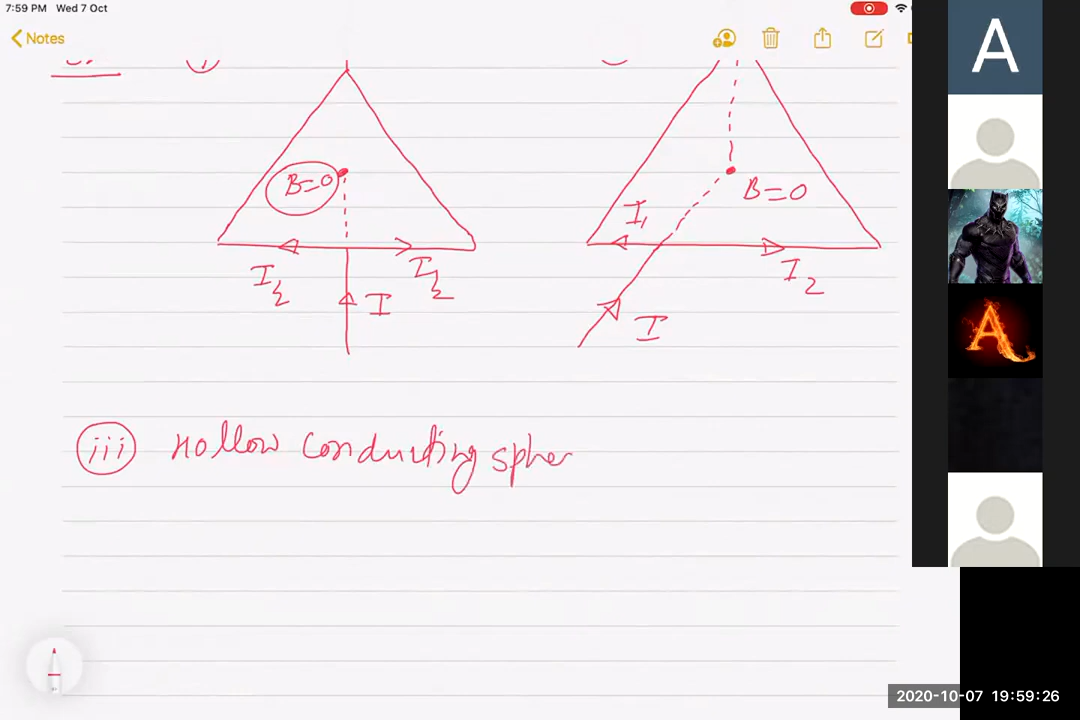 7:59 PM Wed 7 Oct
Notes
B=0
B=0
I₁
I/2
I/2
I₂
I
I
iii Hollow conducting spher
A
A
2020-10-07 19:59:26